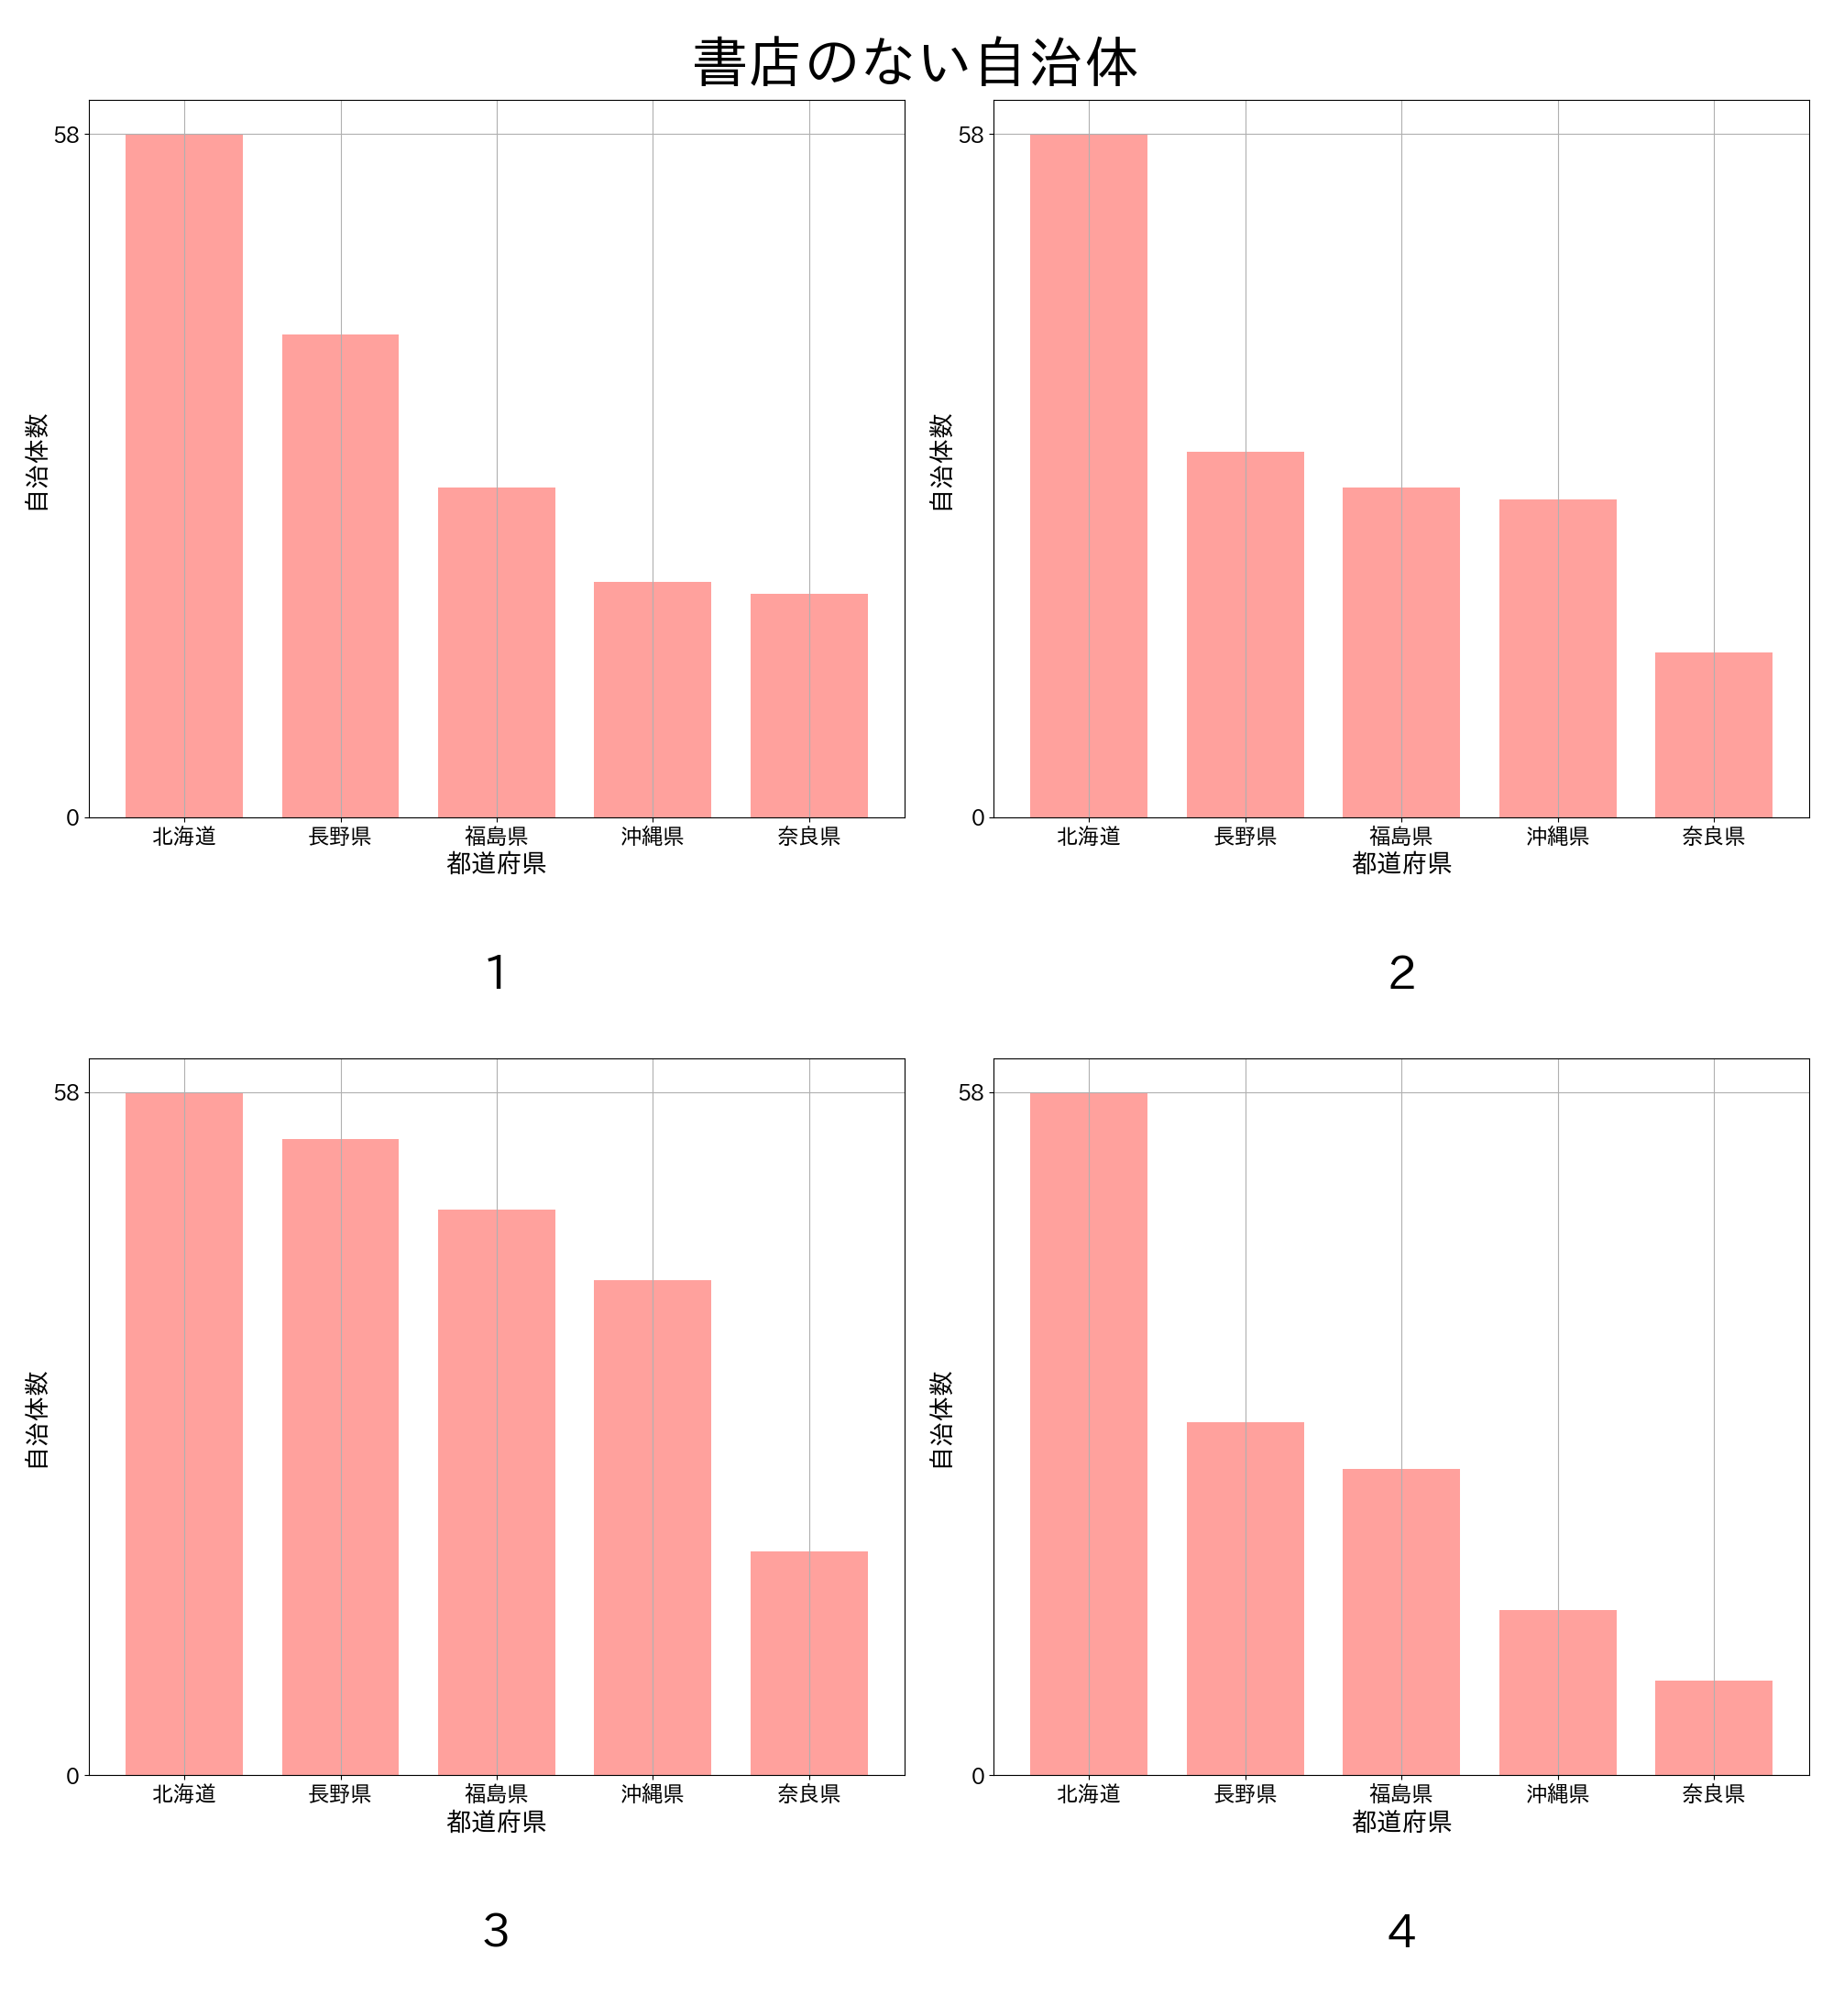 書店のない自治体
58
0
自治体数
北海道 長野県 福島県 沖縄県 奈良県
都道府県
1
58
0
自治体数
北海道 長野県 福島県 沖縄県 奈良県
都道府県
2
58
0
自治体数
北海道 長野県 福島県 沖縄県 奈良県
都道府県
3
58
0
自治体数
北海道 長野県 福島県 沖縄県 奈良県
都道府県
4